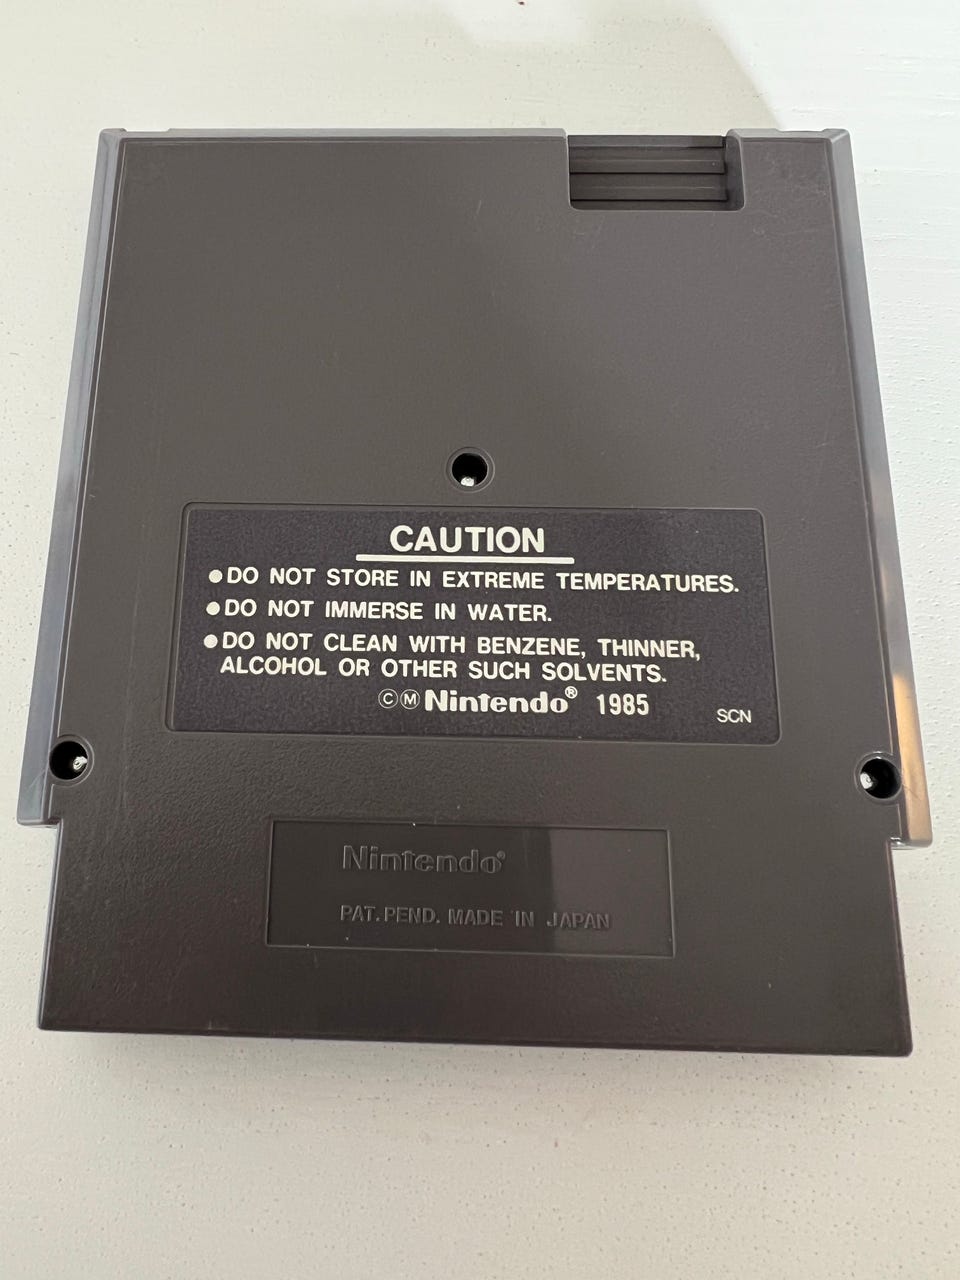 CAUTION
●DO NOT STORE IN EXTREME TEMPERATURES.
●DO NOT IMMERSE IN WATER.
●DO NOT CLEAN WITH BENZENE, THINNER,
ALCOHOL OR OTHER SUCH SOLVENTS.
ⒸⓂ Nintendo® 1985
SCN
Nintendo®
PAT. PEND. MADE IN JAPAN